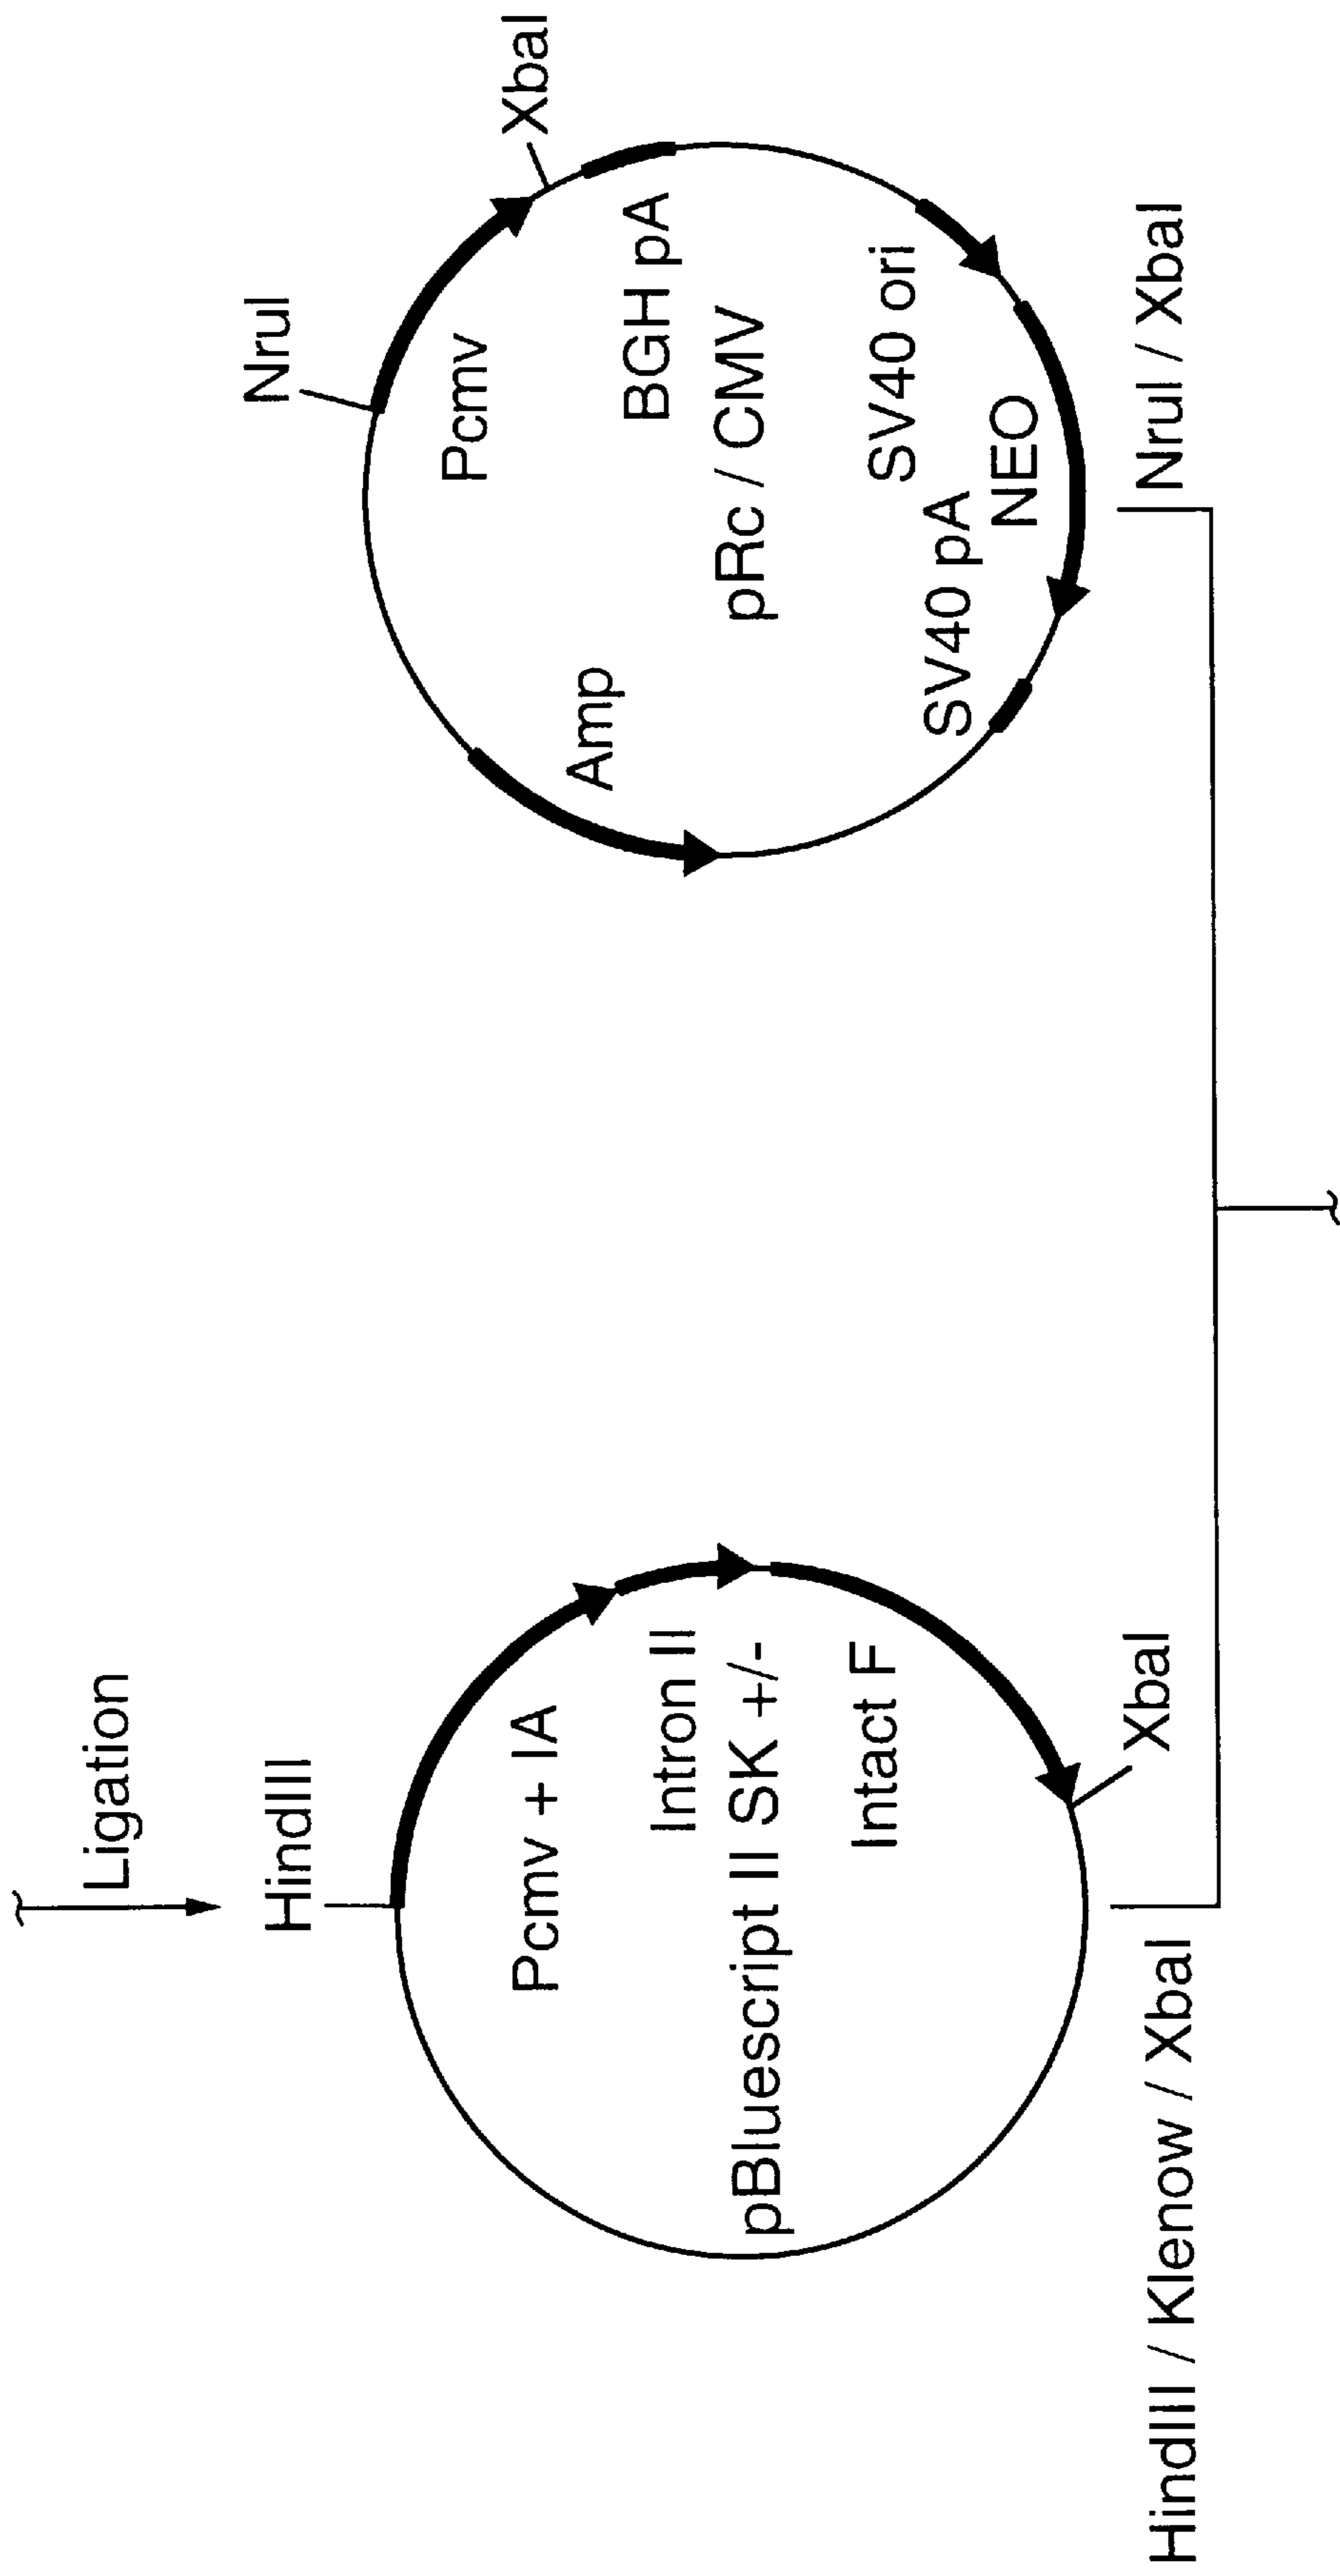 Ligation
HindIII
Pcmv + IA
Intron II
pBluescript II SK +/-
Intact F
XbaI
HindIII / Klenow / XbaI
NruI
XbaI
Pcmv
BGH pA
pRc / CMV
Amp
SV40 ori
SV40 pA
NEO
NruI / XbaI